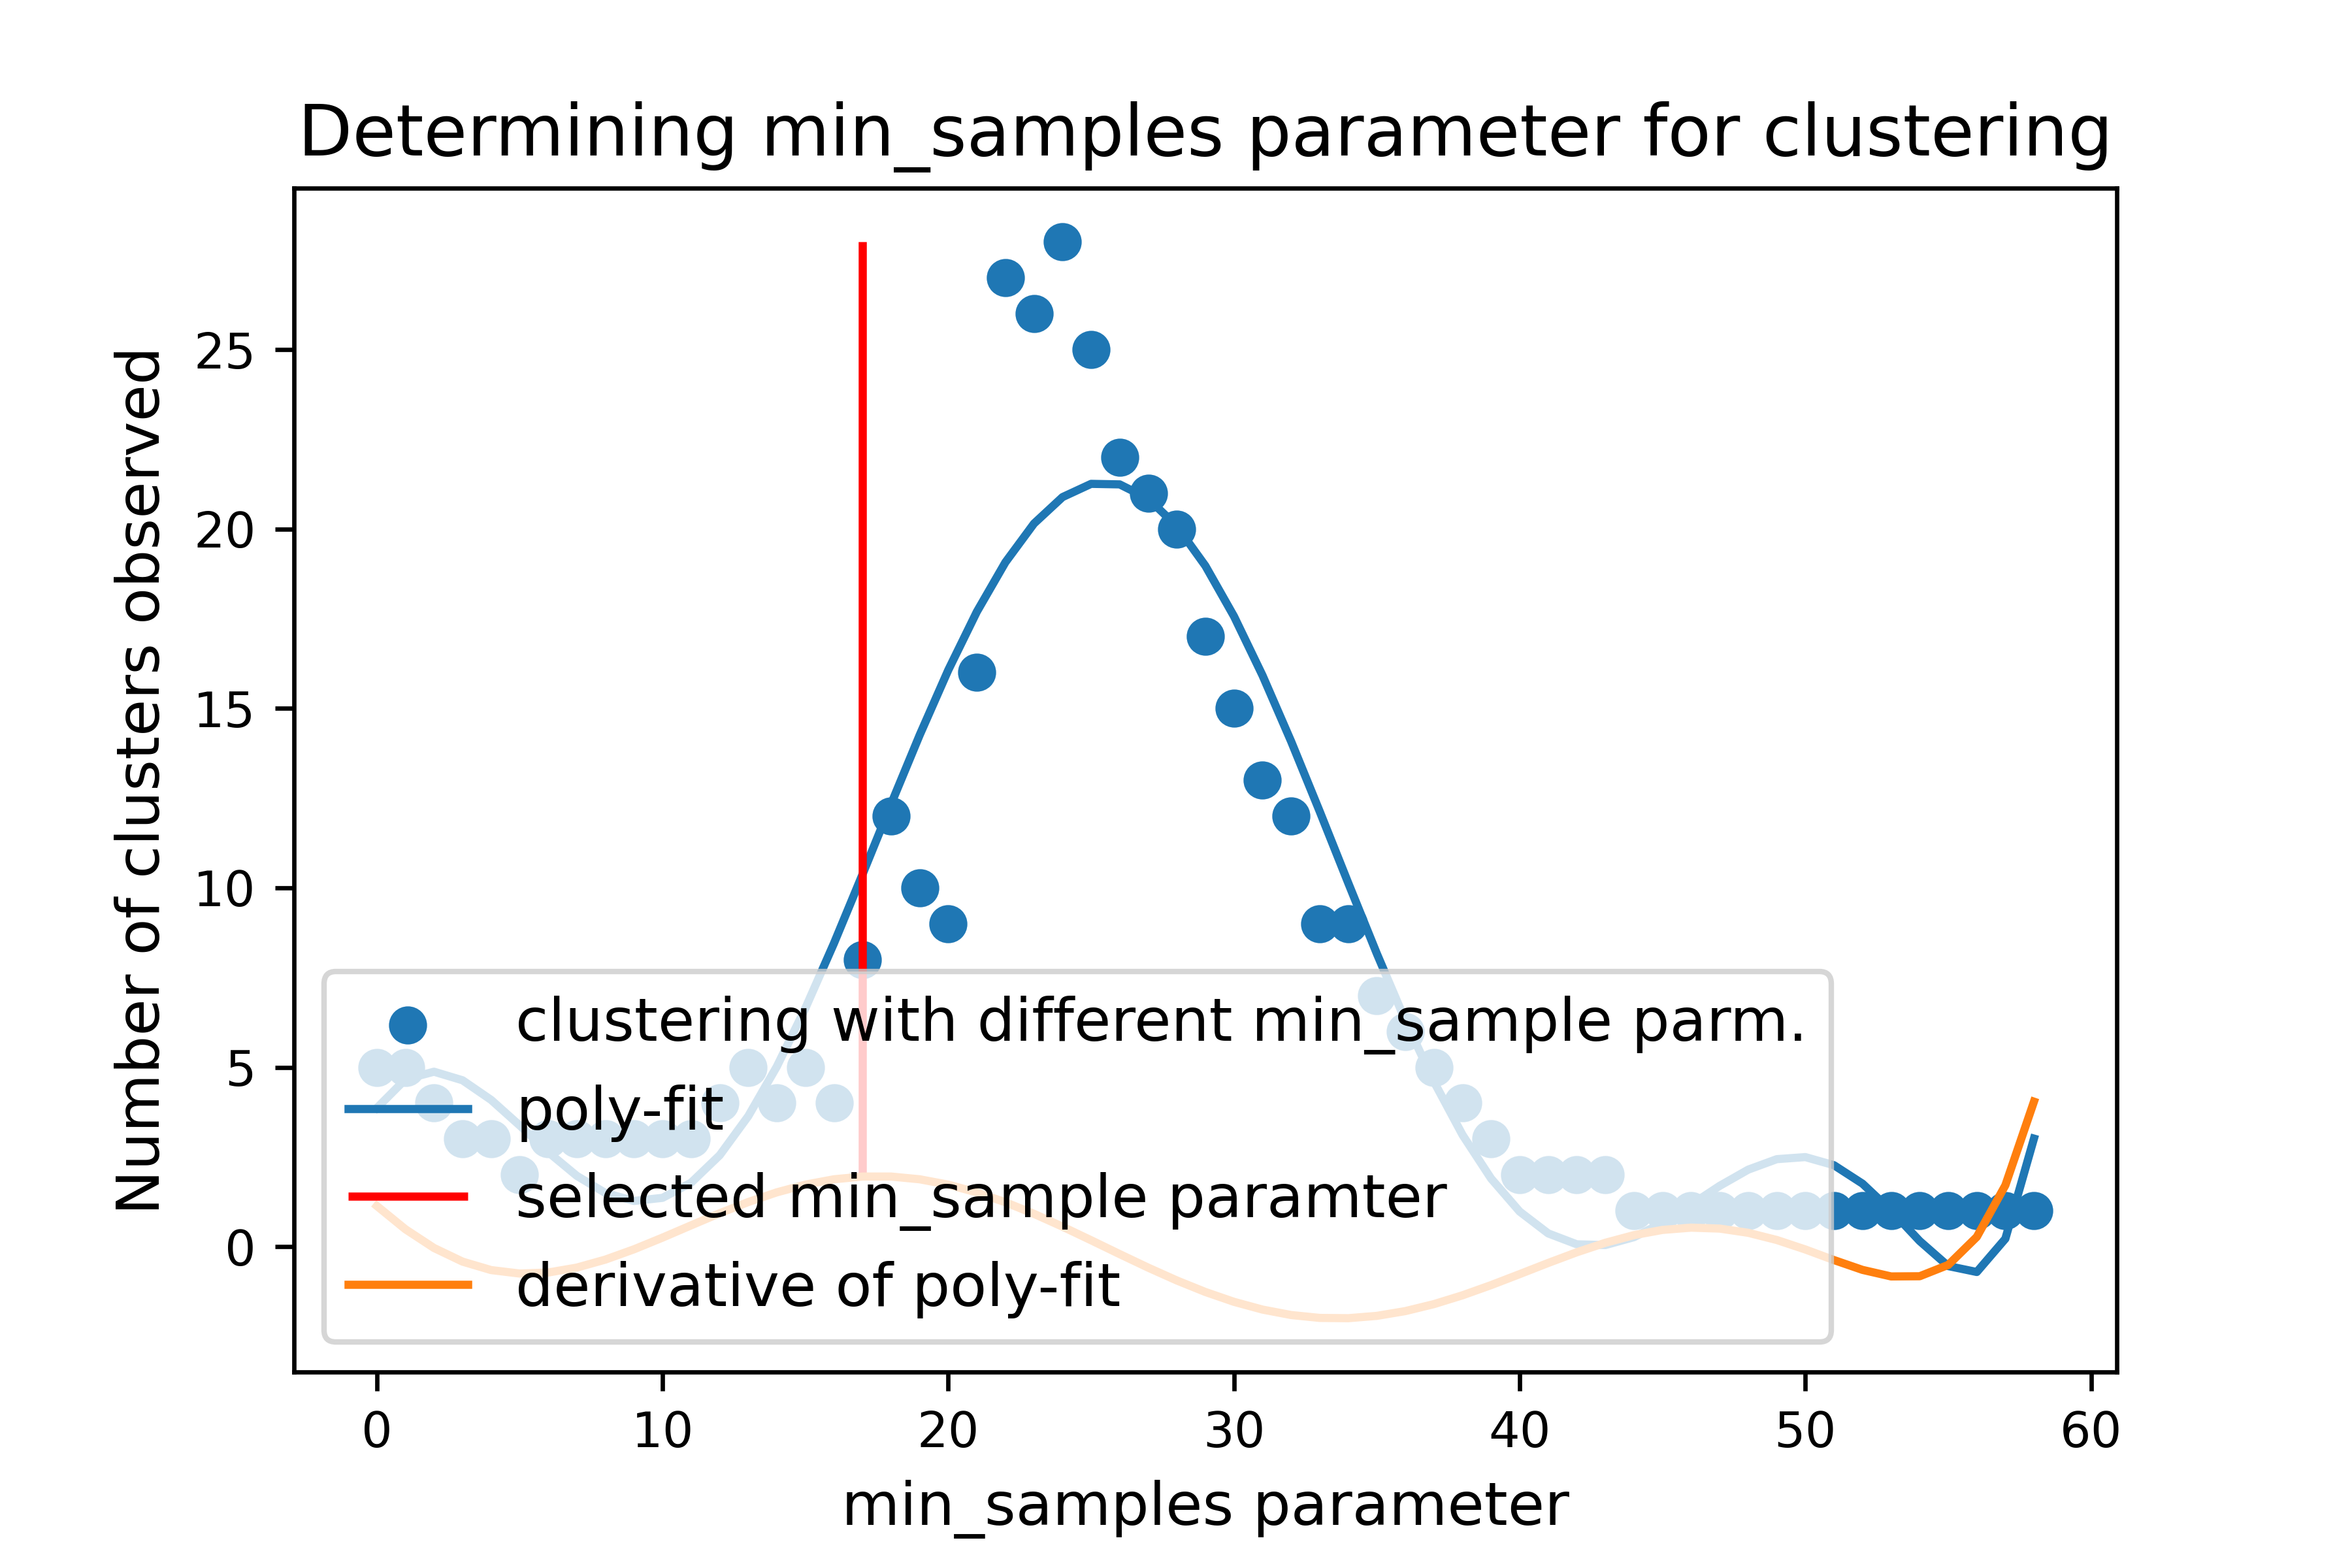 Determining min_samples parameter for clustering
Number of clusters observed
25
20
15
10
5
0
clustering with different min_sample parm.
poly-fit
selected min_sample paramter
derivative of poly-fit
0 10 20 30 40 50 60
min_samples parameter